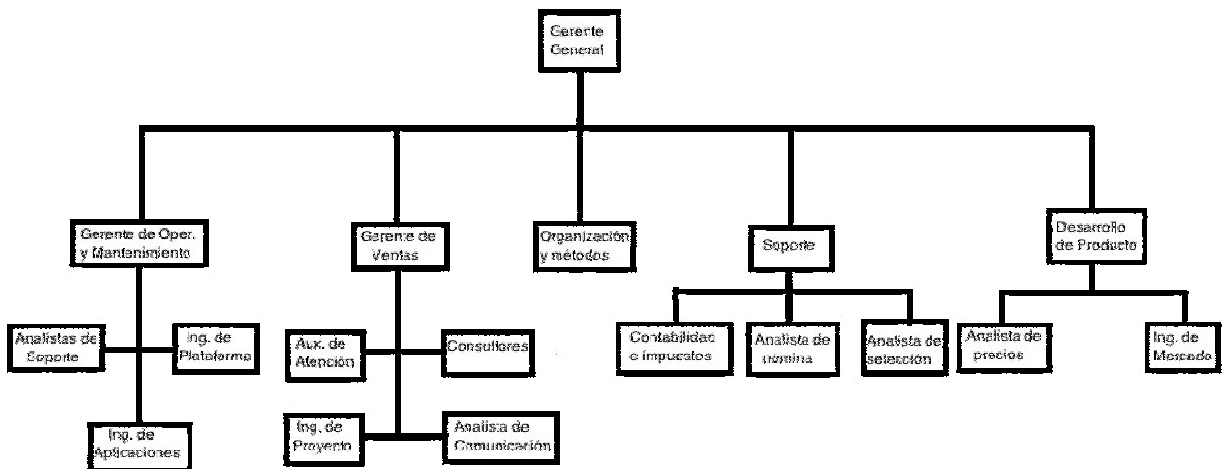 Gerente
General
Gerente de Oper.
y Mantenimiento
Gerente de
Ventas
Organización
y métodos
Soporte
Desarrollo
de Producto
Analistas de
Soporte
Ing. de
Plataforma
Ing. de
Aplicaciones
Aux. de
Atención
Consultores
Ing. de
Proyecto
Analista de
Comunicación
Contabilidad
e impuestos
Analista de
nomina
Analista de
selección
Analista de
precios
Ing. de
Mercado